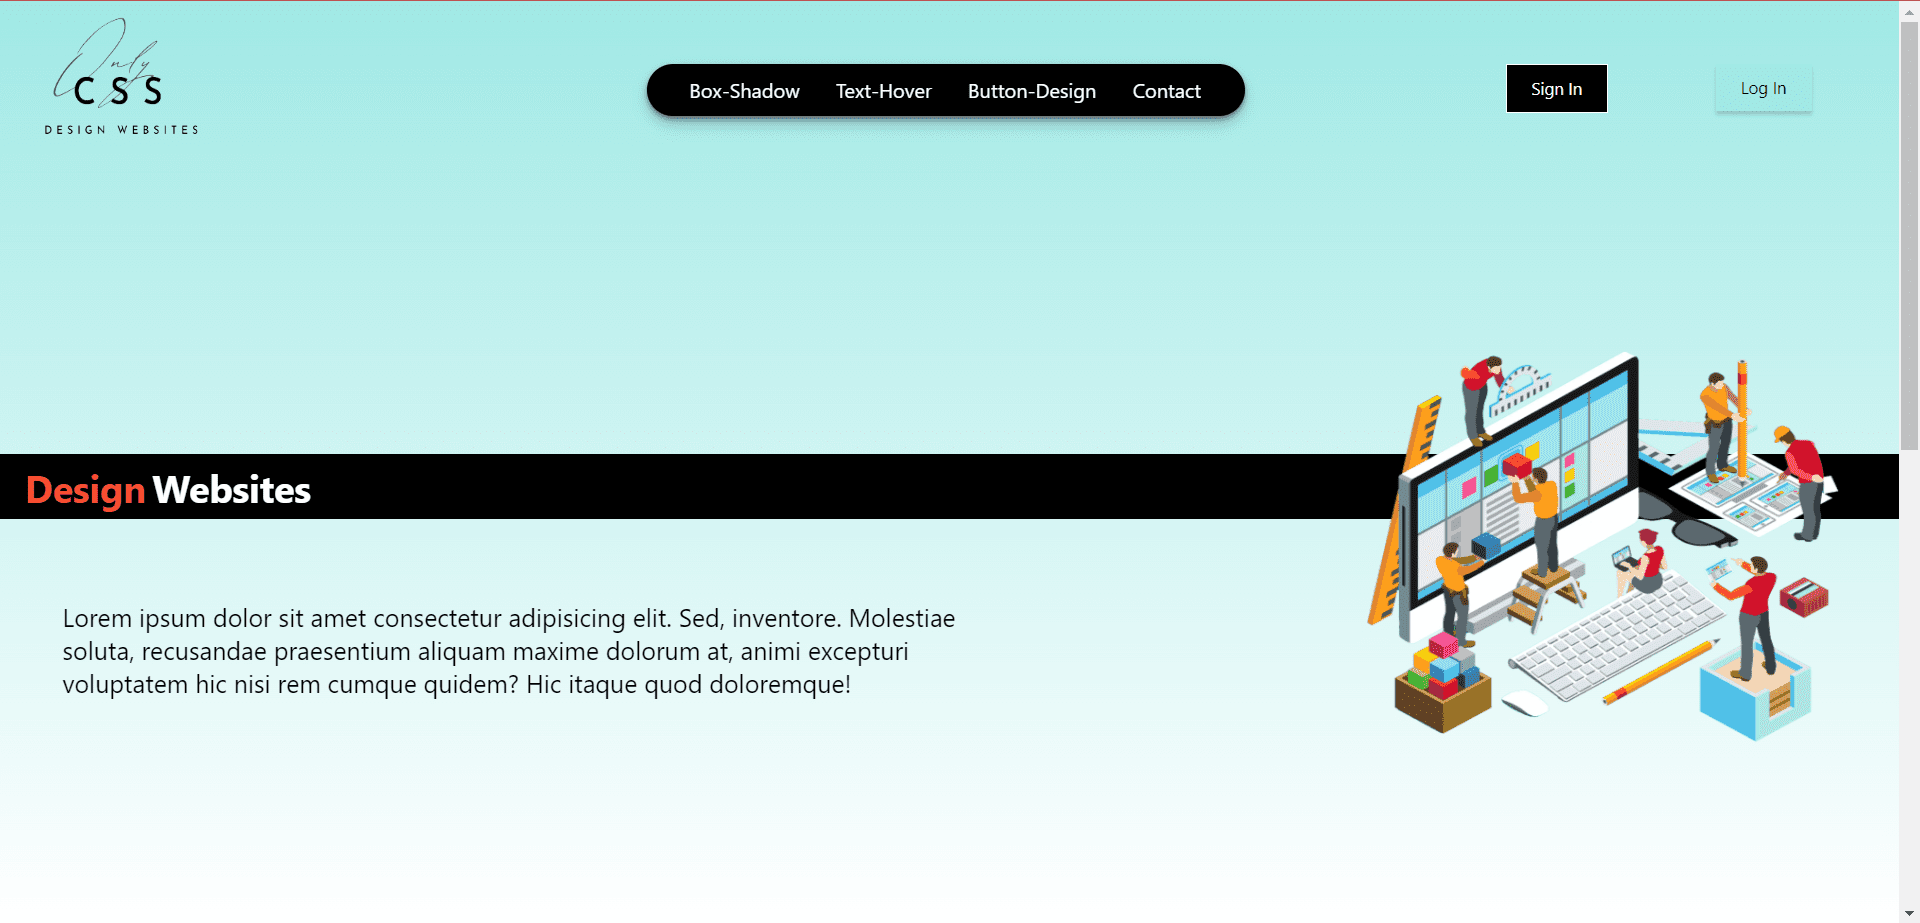 Only
CSS
DESIGN WEBSITES
Box-Shadow Text-Hover Button-Design Contact
Sign In
Log In
Design Websites
Lorem ipsum dolor sit amet consectetur adipisicing elit. Sed, inventore. Molestiae
soluta, recusandae praesentium aliquam maxime dolorum at, animi excepturi
voluptatem hic nisi rem cumque quidem? Hic itaque quod doloremque!